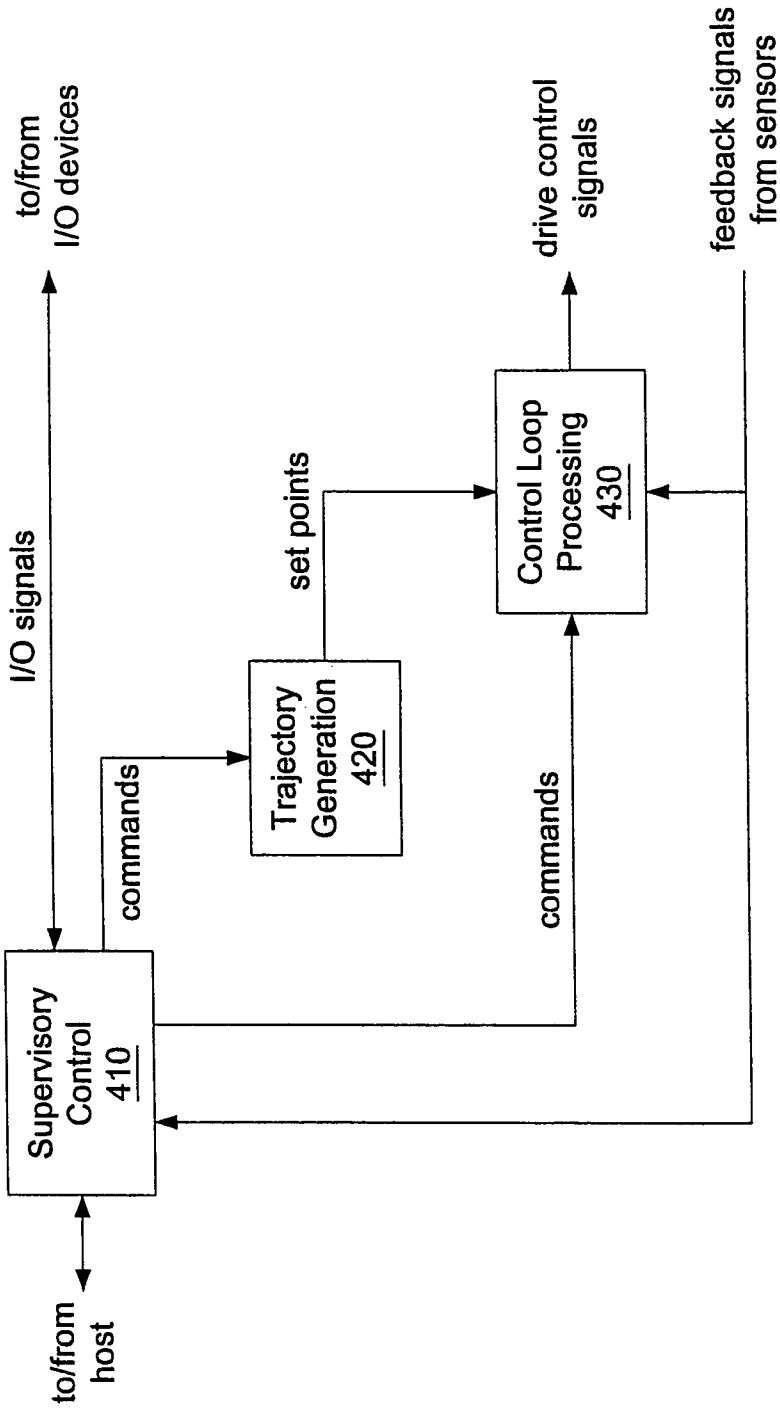 to/from
host
Supervisory
Control
410
I/O signals
to/from
I/O devices
commands
Trajectory
Generation
420
set points
commands
Control Loop
Processing
430
drive control
signals
feedback signals
from sensors